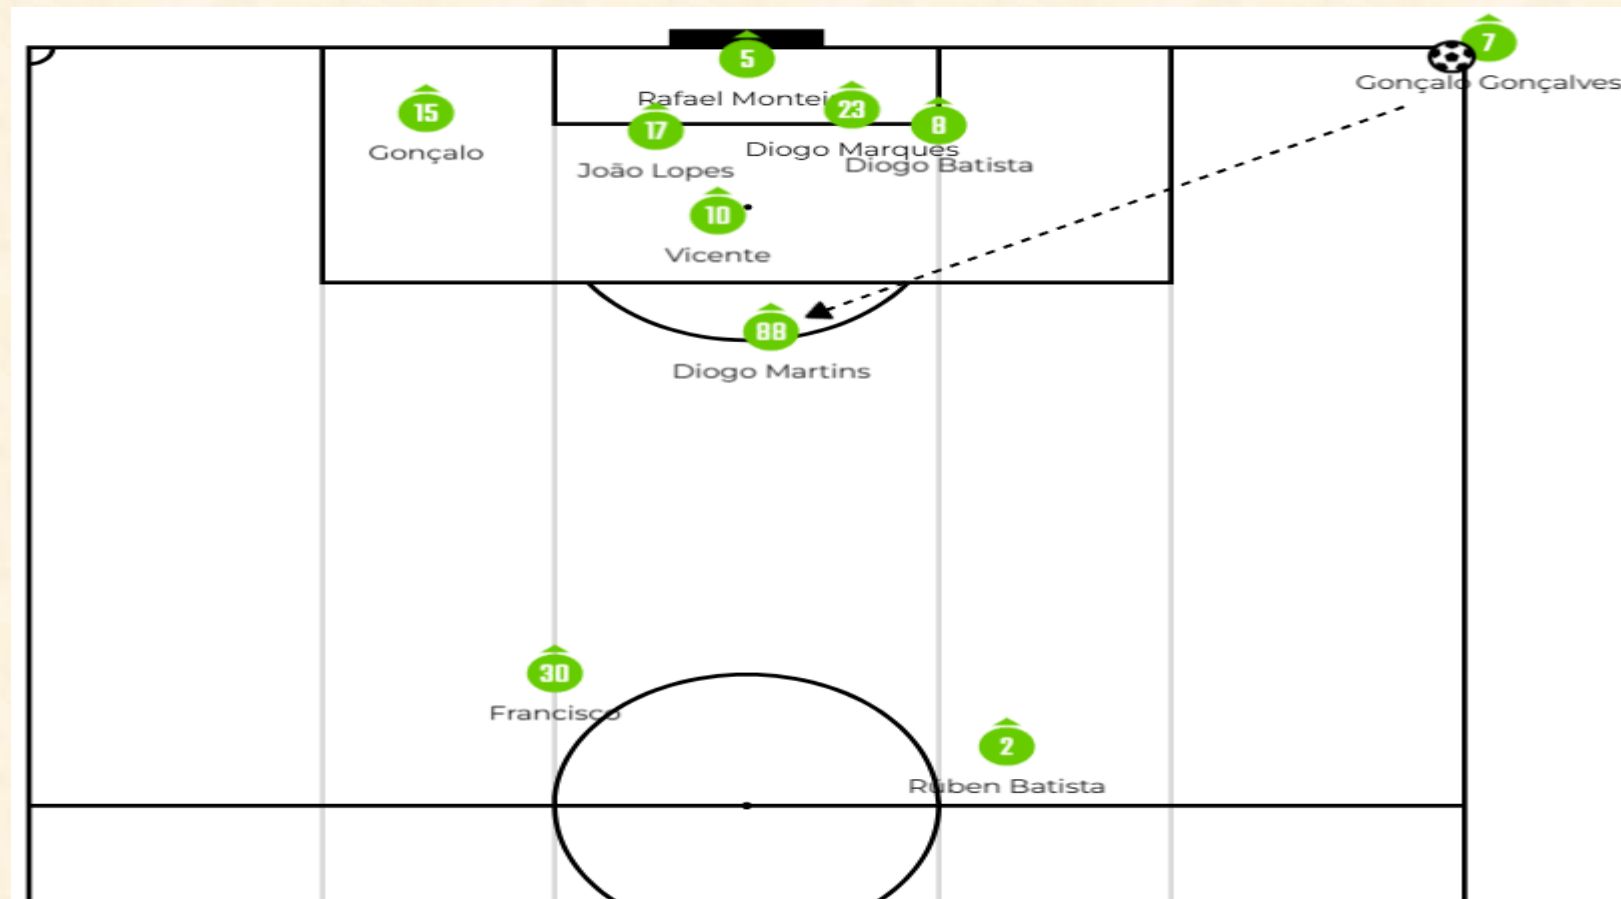 7
Gonçalo Gonçalves
5
Rafael Montei
23
Diogo Marques
8
Diogo Batista
15
Gonçalo
17
João Lopes
10
Vicente
88
Diogo Martins
30
Francisco
2
Rúben Batista